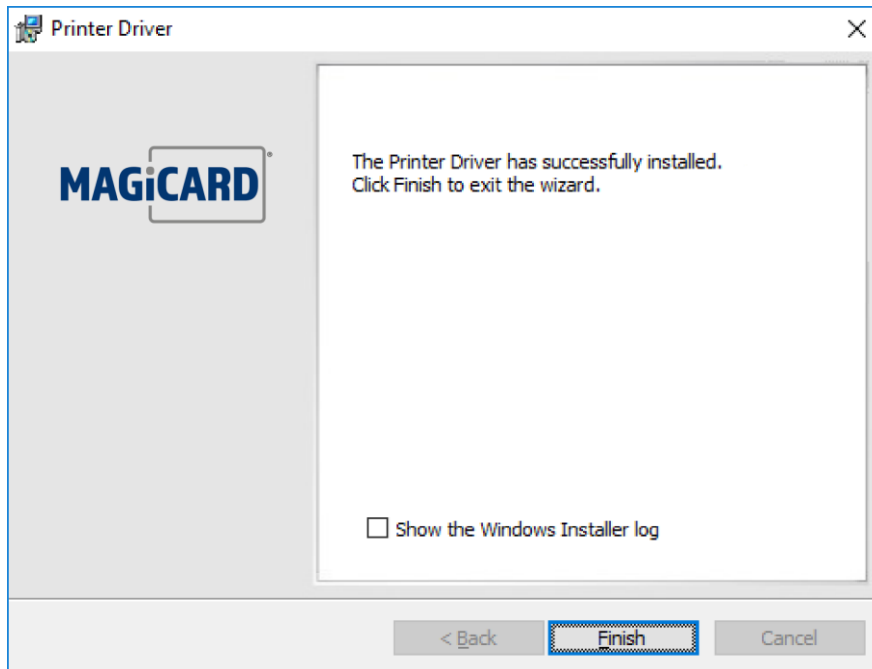 Printer Driver
MAGiCARD®
The Printer Driver has successfully installed.
Click Finish to exit the wizard.
Show the Windows Installer log
< Back
Finish
Cancel